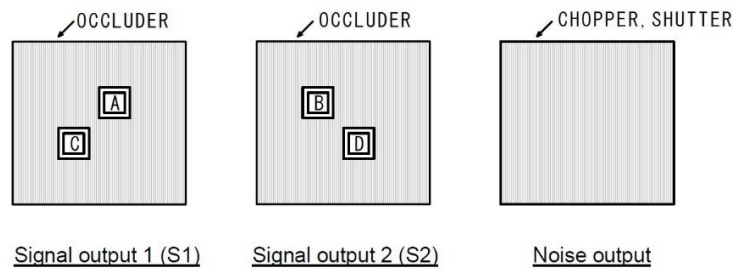 OCCLUDER
OCCLUDER
CHOPPER, SHUTTER
A
B
C
D
Signal output 1 (S1)
Signal output 2 (S2)
Noise output